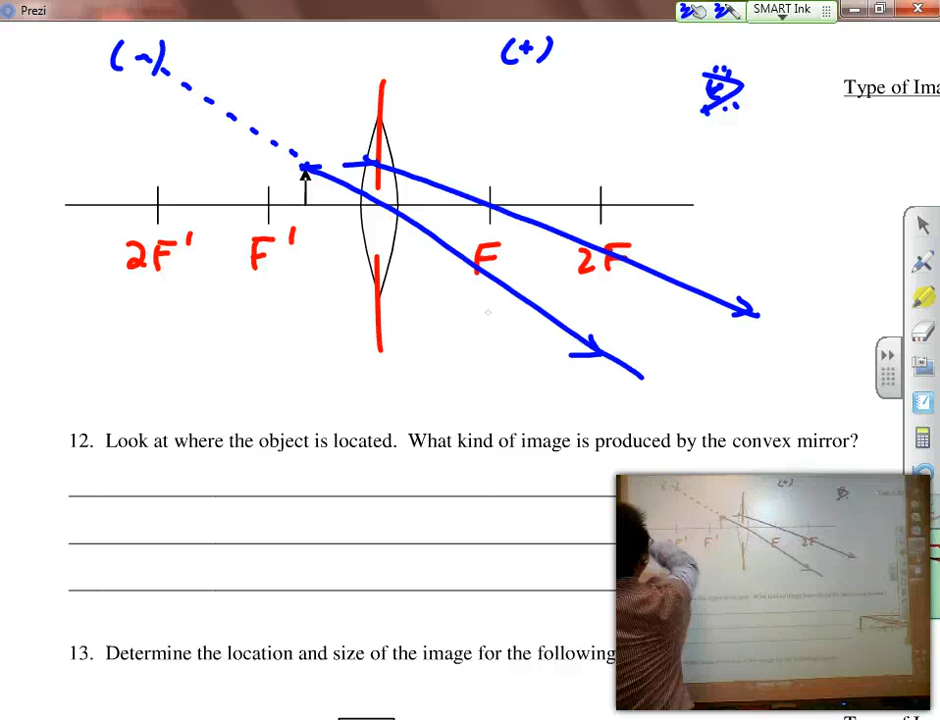 Prezi
SMART Ink
(-)
(+)
Type of Ima
2F' F' F 2F
12. Look at where the object is located. What kind of image is produced by the convex mirror?
13. Determine the location and size of the image for the following